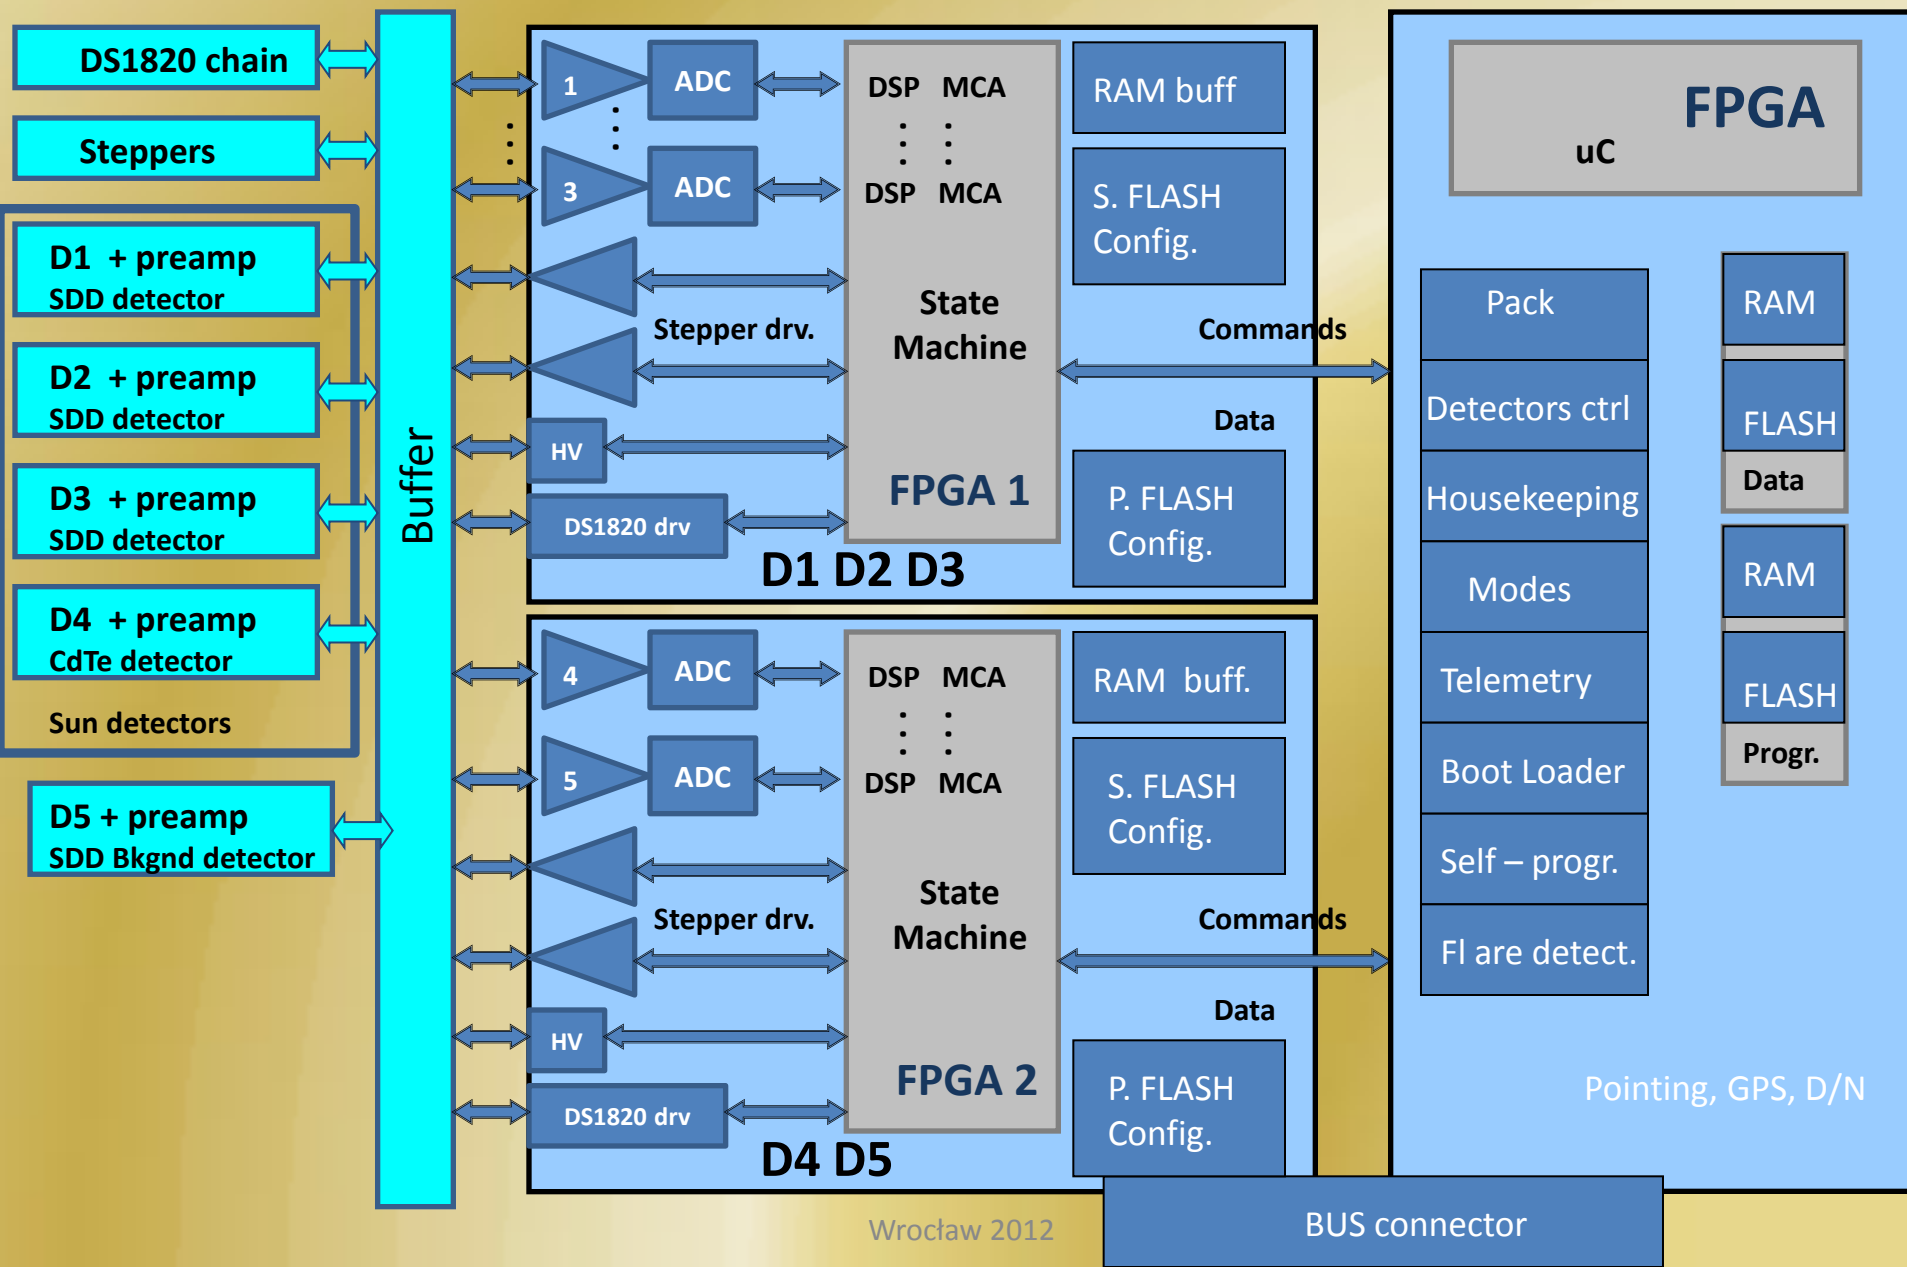 DS1820 chain
Steppers
D1 + preamp
SDD detector
D2 + preamp
SDD detector
D3 + preamp
SDD detector
D4 + preamp
CdTe detector
Sun detectors
D5 + preamp
SDD Bkgnd detector
Buffer
1
ADC
DSP MCA
3
ADC
DSP MCA
Stepper drv.
State
Machine
HV
DS1820 drv
FPGA 1
D1 D2 D3
RAM buff
S. FLASH
Config.
Commands
Data
P. FLASH
Config.
4
ADC
DSP MCA
5
ADC
DSP MCA
Stepper drv.
State
Machine
HV
DS1820 drv
FPGA 2
D4 D5
RAM buff.
S. FLASH
Config.
Commands
Data
P. FLASH
Config.
FPGA
uC
Pack
Detectors ctrl
Housekeeping
Modes
Telemetry
Boot Loader
Self – progr.
Fl are detect.
RAM
FLASH
Data
RAM
FLASH
Progr.
Pointing, GPS, D/N
BUS connector
Wrocław 2012